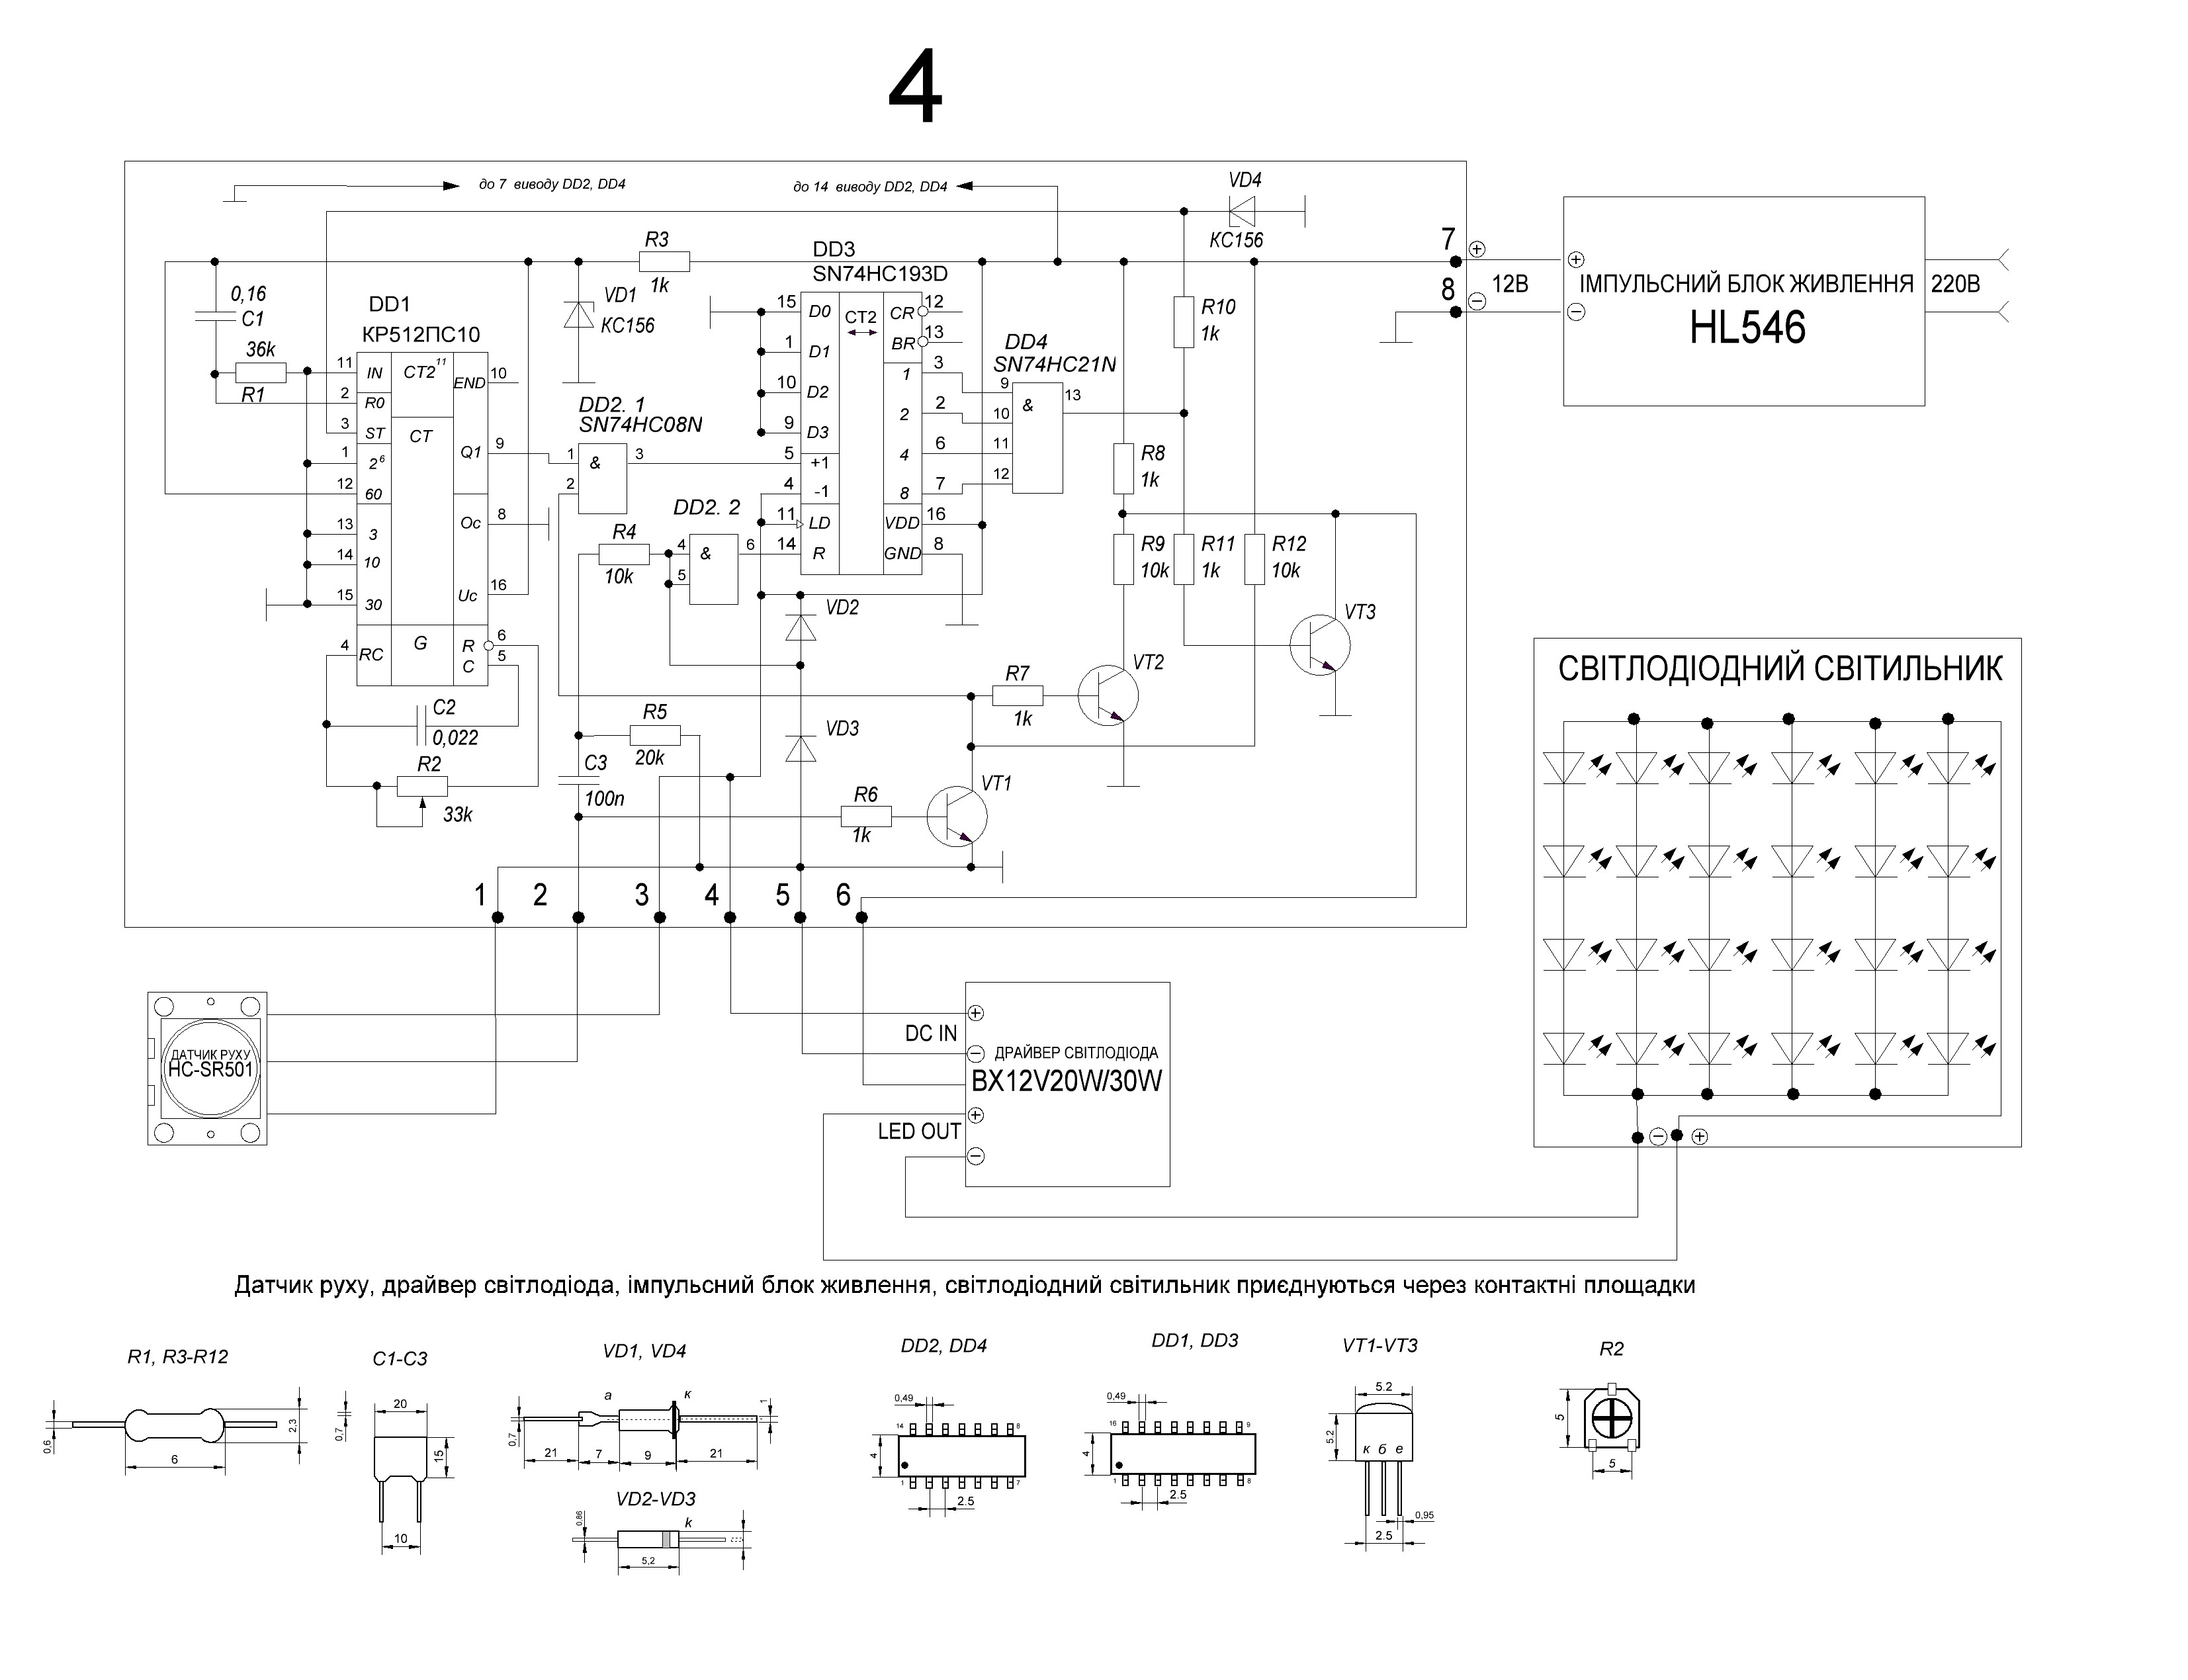 4
до 7 виводу DD2, DD4
до 14 виводу DD2, DD4
VD4
КС156
R3
1k
DD3
SN74HC193D
7
12В
8
ІМПУЛЬСНИЙ БЛОК ЖИВЛЕННЯ
HL546
220В
0,16
C1
DD1
КР512ПС10
VD1
КС156
36k
R1
11 IN
2 R0
3 ST
1 2⁶
12 60
13 3
14 10
15 30
4 RC
CT2¹¹
CT
G
END 10
Q1 9
Oc 8
Uc 16
R 6
C 5
15 D0
1 D1
10 D2
9 D3
5 +1
4 -1
11 LD
14 R
CT2
CR 12
BR 13
1 3
2 2
4 6
8 7
VDD 16
GND 8
DD4
SN74HC21N
9
10
11
12
&
13
R10
1k
DD2. 1
SN74HC08N
1
2
&
3
DD2. 2
4
5
&
6
R4
10k
R8
1k
R9
10k
R11
1k
R12
10k
VT3
VD2
VD3
VT2
R7
1k
C2
0,022
R2
33k
R5
20k
C3
100n
R6
1k
VT1
1 2 3 4 5 6
СВІТЛОДІОДНИЙ СВІТИЛЬНИК
ДАТЧИК РУХУ
HC-SR501
DC IN
ДРАЙВЕР СВІТЛОДІОДА
BX12V20W/30W
LED OUT
Датчик руху, драйвер світлодіода, імпульсний блок живлення, світлодіодний світильник приєднуються через контактні площадки
R1, R3-R12
0,6
6
2,3
C1-C3
0,7
20
15
10
VD1, VD4
а
к
0,7
21
7
9
21
1
VD2-VD3
k
0.86
5,2
DD2, DD4
0,49
14
8
4
1
7
2.5
DD1, DD3
0,49
16
9
4
1
8
2.5
VT1-VT3
5.2
5.2
к б е
0,95
2.5
R2
5
5